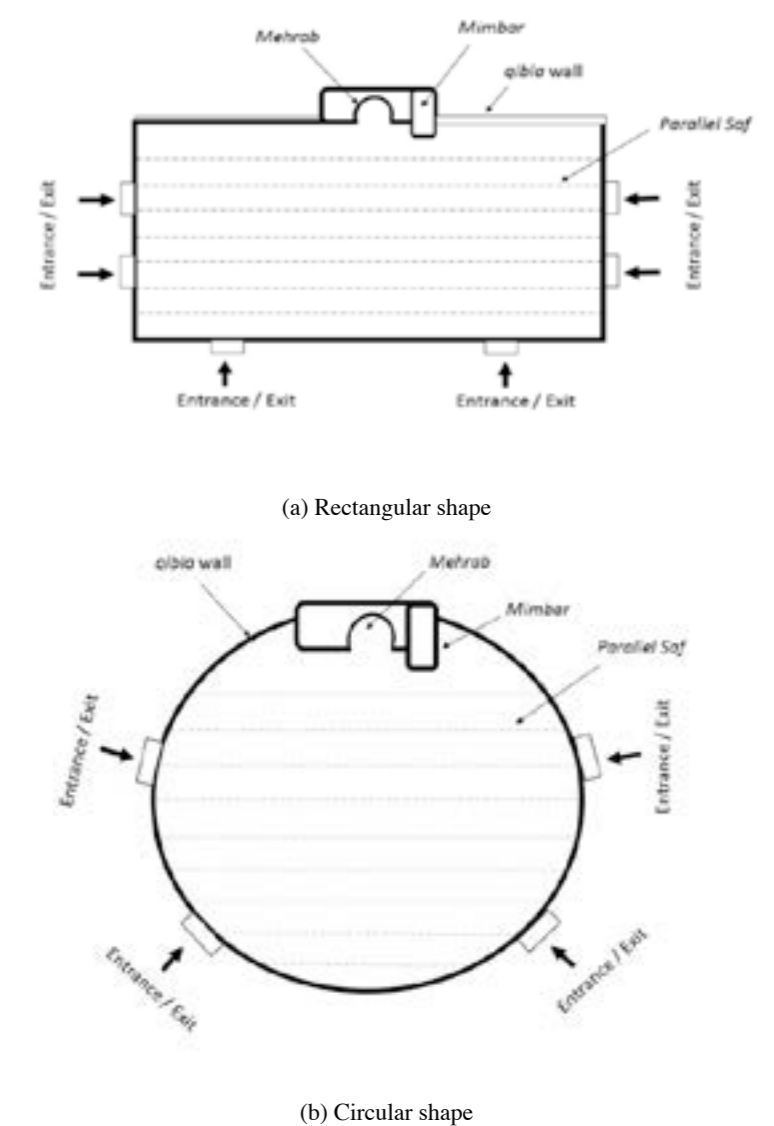 Mehrab
Mimbar
qibla wall
Parallel Saf
Entrance / Exit
Entrance / Exit
Entrance / Exit
Entrance / Exit
(a) Rectangular shape
qibla wall
Mehrab
Mimbar
Parallel Saf
Entrance / Exit
Entrance / Exit
Entrance / Exit
Entrance / Exit
(b) Circular shape